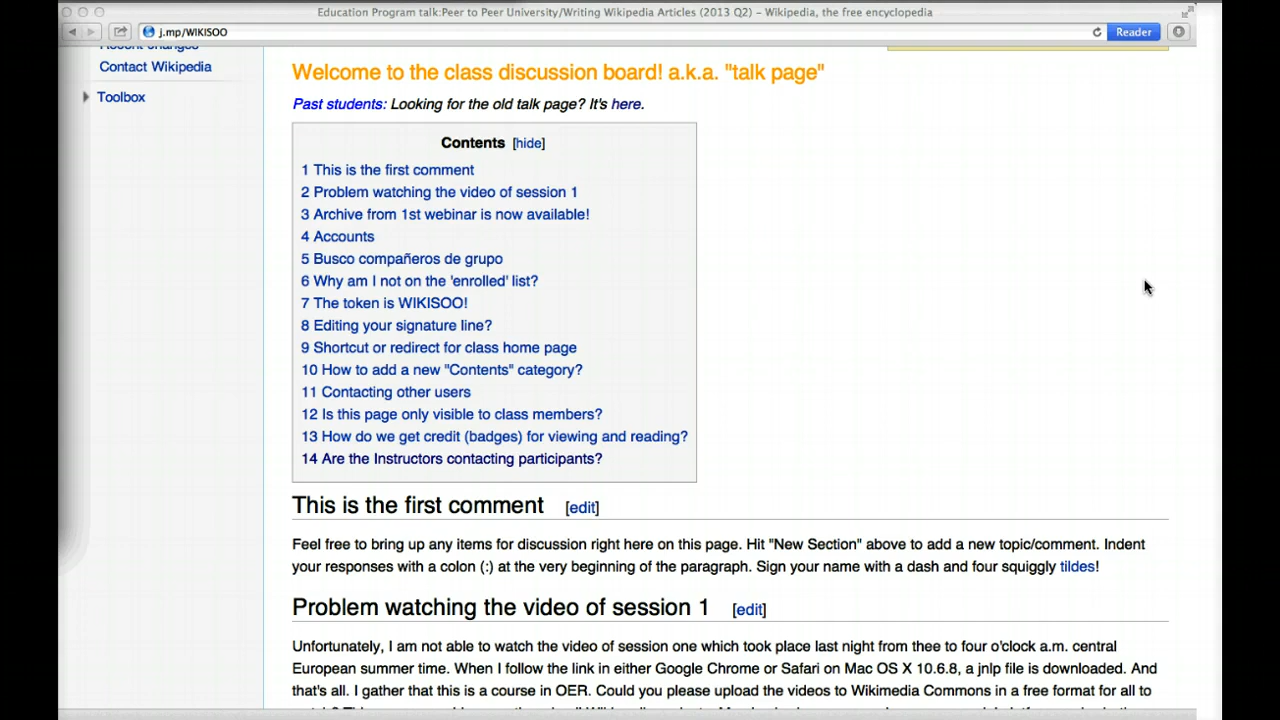 Education Program talk:Peer to Peer University/Writing Wikipedia Articles (2013 Q2) – Wikipedia, the free encyclopedia
j.mp/WIKISOO
Reader
Recent changes
Contact Wikipedia
Toolbox
Welcome to the class discussion board! a.k.a. "talk page"
Past students: Looking for the old talk page? It's here.
Contents [hide]
1 This is the first comment
2 Problem watching the video of session 1
3 Archive from 1st webinar is now available!
4 Accounts
5 Busco compañeros de grupo
6 Why am I not on the 'enrolled' list?
7 The token is WIKISOO!
8 Editing your signature line?
9 Shortcut or redirect for class home page
10 How to add a new "Contents" category?
11 Contacting other users
12 Is this page only visible to class members?
13 How do we get credit (badges) for viewing and reading?
14 Are the Instructors contacting participants?
This is the first comment [edit]
Feel free to bring up any items for discussion right here on this page. Hit "New Section" above to add a new topic/comment. Indent
your responses with a colon (:) at the very beginning of the paragraph. Sign your name with a dash and four squiggly tildes!
Problem watching the video of session 1 [edit]
Unfortunately, I am not able to watch the video of session one which took place last night from thee to four o'clock a.m. central
European summer time. When I follow the link in either Google Chrome or Safari on Mac OS X 10.6.8, a jnlp file is downloaded. And
that's all. I gather that this is a course in OER. Could you please upload the videos to Wikimedia Commons in a free format for all to